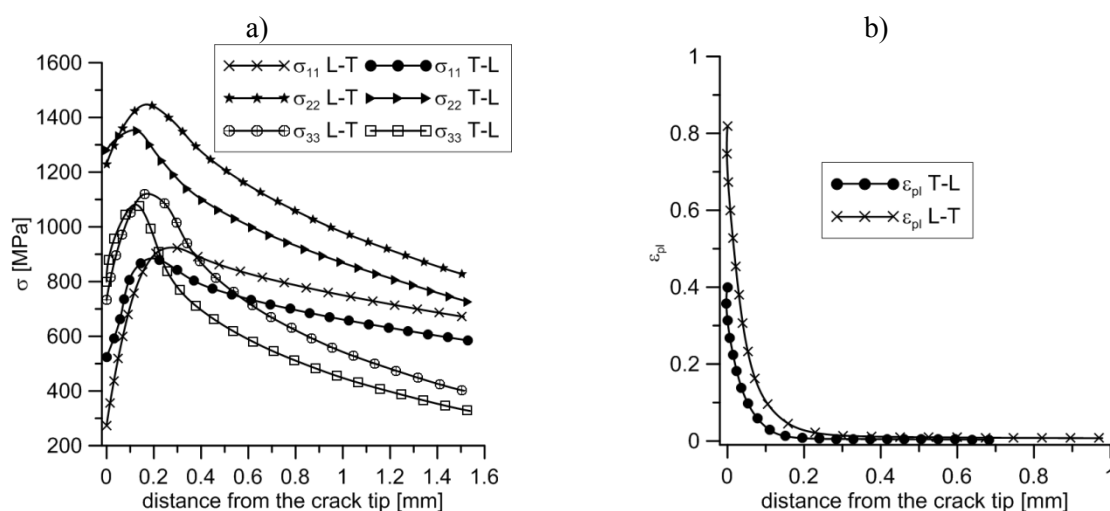 a)
σ11 L-T σ11 T-L
σ22 L-T σ22 T-L
σ33 L-T σ33 T-L
1600
1400
1200
1000
800
600
400
200
σ [MPa]
0 0.2 0.4 0.6 0.8 1 1.2 1.4 1.6
distance from the crack tip [mm]
b)
εpl T-L
εpl L-T
1
0.8
0.6
0.4
0.2
0
εpl
0 0.2 0.4 0.6 0.8 1
distance from the crack tip [mm]